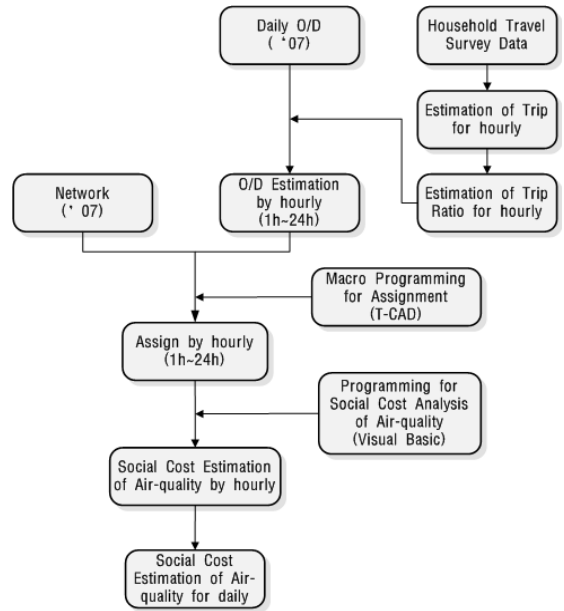 Daily O/D
( ‘07)
Household Travel
Survey Data
Estimation of Trip
for hourly
Network
(‘ 07)
O/D Estimation
by hourly
(1h~24h)
Estimation of Trip
Ratio for hourly
Macro Programming
for Assignment
(T-CAD)
Assign by hourly
(1h~24h)
Programming for
Social Cost Analysis
of Air-quality
(Visual Basic)
Social Cost Estimation
of Air-quality by hourly
Social Cost
Estimation of Air-
quality for daily